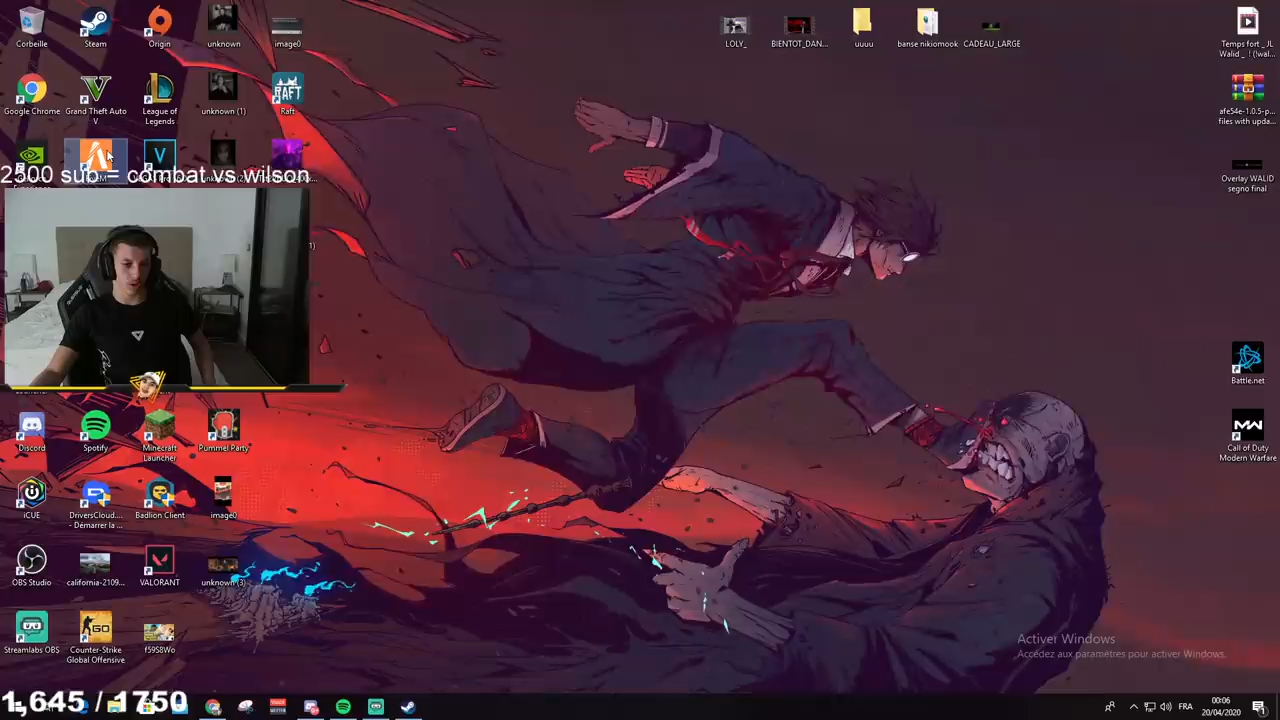 Corbeille
Steam
Origin
unknown
image0
LOLY_
BIENTOT_DAN...
uuuu
banse nikiomook
CADEAU_LARGE
Temps fort _JL
Walid _ ! (!wal...
Google Chrome
Grand Theft Auto
V
League of
Legends
unknown (1)
RAFT
Raft
afe54e-1.0.5-p...
files with upda...
2500 sub = combat vs wilson
Overlay WALID
segno final
Battle.net
Discord
Spotify
Minecraft
Launcher
Pummel Party
Call of Duty
Modern Warfare
iCUE
DriversCloud....
- Démarrer la ...
Badlion Client
image0
OBS Studio
california-2109...
VALORANT
unknown (3)
Streamlabs OBS
Counter-Strike
Global Offensive
f59S8Wo
Activer Windows
Accédez aux paramètres pour activer Windows.
1,645 / 1750
FRA
00:06
20/04/2020